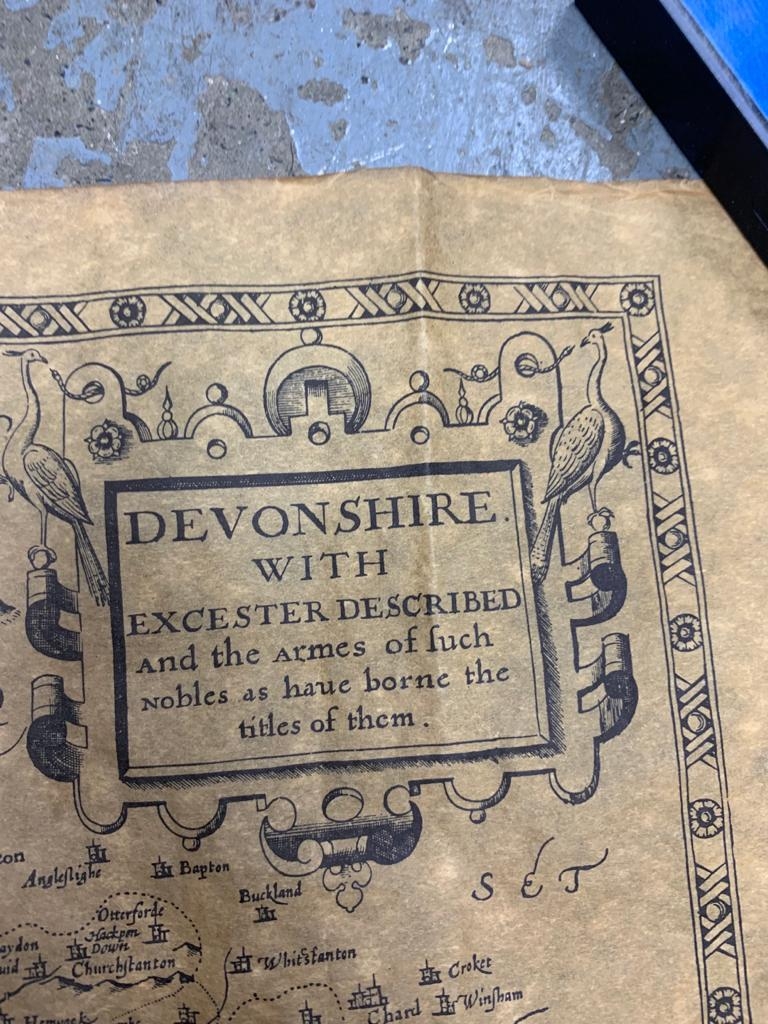 DEVONSHIRE.
WITH
EXCESTER DESCRIBED
and the armes of ſuch
nobles as haue borne the
titles of them.
Angleſlighe
Bapton
Buckland
SET
Otterforde
Hackpen
Down
Churchſtanton
Whitſtanton
Croket
Chard
Winſham